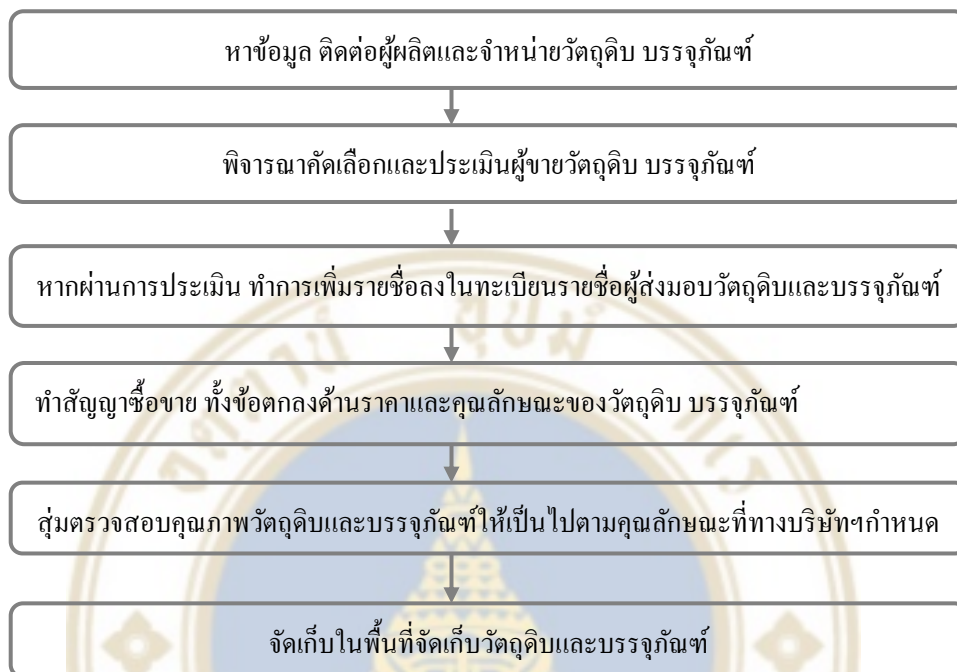 หาข้อมูล ติดต่อผู้ผลิตและจำหน่ายวัตถุดิบ บรรจุภัณฑ์
พิจารณาคัดเลือกและประเมินผู้ขายวัตถุดิบ บรรจุภัณฑ์
หากผ่านการประเมิน ทำการเพิ่มรายชื่อลงในทะเบียนรายชื่อผู้ส่งมอบวัตถุดิบและบรรจุภัณฑ์
ทำสัญญาซื้อขาย ทั้งข้อตกลงด้านราคาและคุณลักษณะของวัตถุดิบ บรรจุภัณฑ์
สุ่มตรวจสอบคุณภาพวัตถุดิบและบรรจุภัณฑ์ให้เป็นไปตามคุณลักษณะที่ทางบริษัทฯกำหนด
จัดเก็บในพื้นที่จัดเก็บวัตถุดิบและบรรจุภัณฑ์